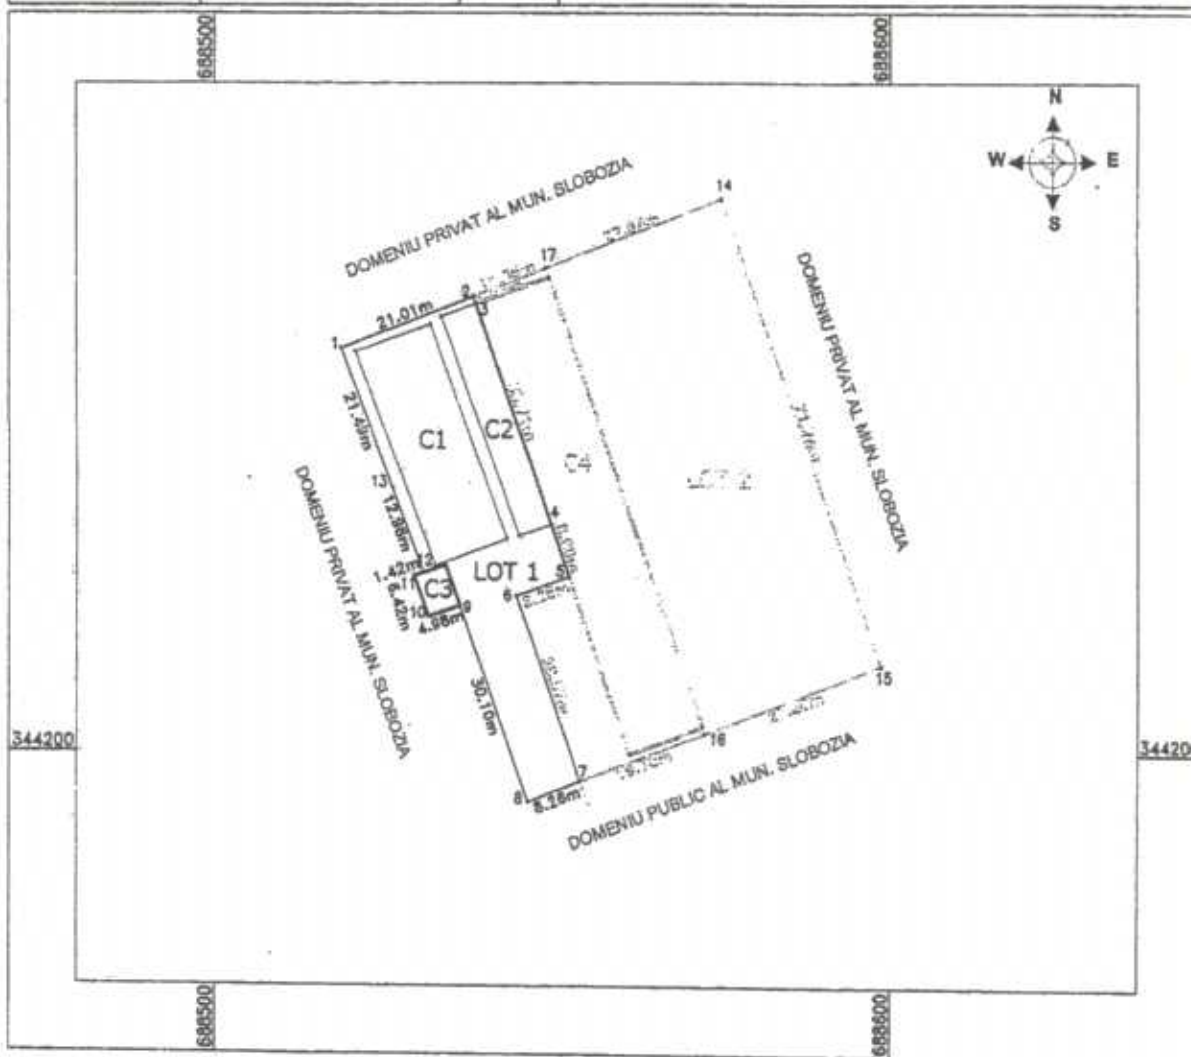 688500
688600
N
W
E
S
DOMENIU PRIVAT AL MUN. SLOBOZIA
14
17
2
3
21.01m
1
DOMENIU PRIVAT AL MUN. SLOBOZIA
21.49m
C1
C2
C4
13
12.98m
DOMENIU PRIVAT AL MUN. SLOBOZIA
4
12
1.42m
11
LOT 1
5
C3
6.42m
6
10
9
4.98m
30.10m
15
16
344200
344200
7
8
8.26m
DOMENIU PUBLIC AL MUN. SLOBOZIA
688500
688600